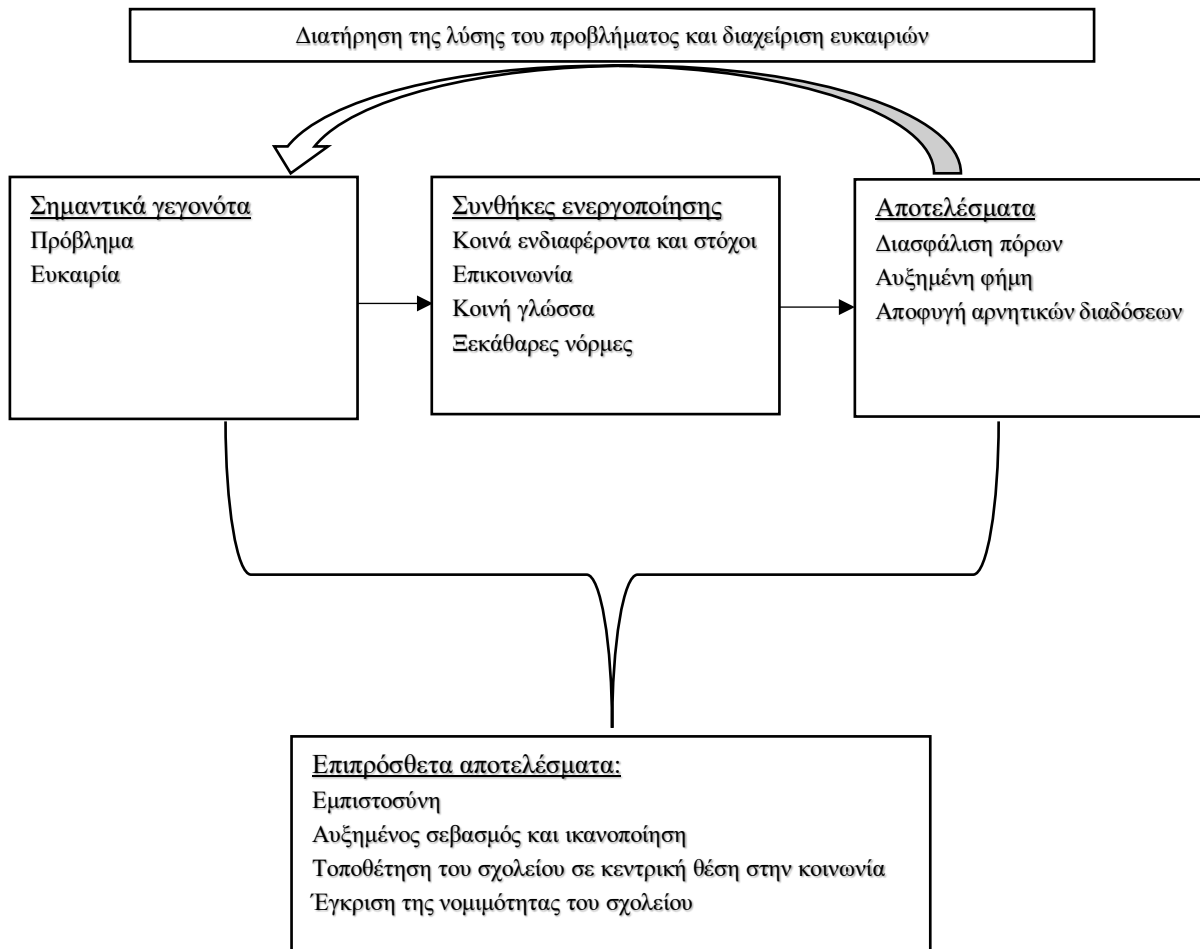 Διατήρηση της λύσης του προβλήματος και διαχείριση ευκαιριών
Σημαντικά γεγονότα
Πρόβλημα
Ευκαιρία
Συνθήκες ενεργοποίησης
Κοινά ενδιαφέροντα και στόχοι
Επικοινωνία
Κοινή γλώσσα
Ξεκάθαρες νόρμες
Αποτελέσματα
Διασφάλιση πόρων
Αυξημένη φήμη
Αποφυγή αρνητικών διαδόσεων
Επιπρόσθετα αποτελέσματα:
Εμπιστοσύνη
Αυξημένος σεβασμός και ικανοποίηση
Τοποθέτηση του σχολείου σε κεντρική θέση στην κοινωνία
Έγκριση της νομιμότητας του σχολείου